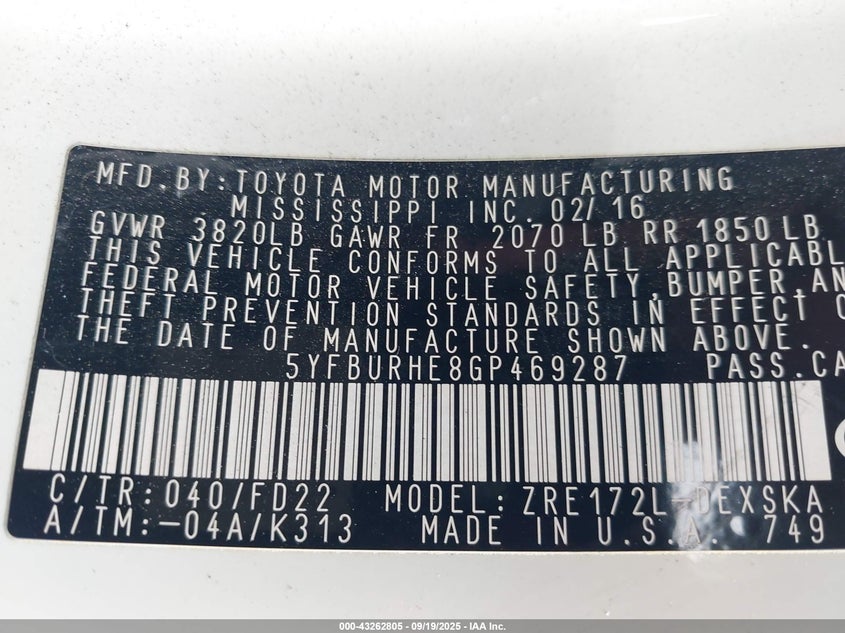 MFD.BY:TOYOTA MOTOR MANUFACTURING
MISSISSIPPI INC. 02/16
GVWR 3820LB GAWR FR 2070 LB RR 1850LB
THIS VEHICLE CONFORMS TO ALL APPLICABL
FEDERAL MOTOR VEHICLE SAFETY, BUMPER, AN
THEFT PREVENTION STANDARDS IN EFFECT O
THE DATE OF MANUFACTURE SHOWN ABOVE.
5YFBURHE8GP469287 PASS.CA
C/TR:040/FD22 MODEL:ZRE172L-DEXSKA
A/TM:-04A/K313 MADE IN U.S.A. 749
000-43262805 - 09/19/2025 - IAA Inc.